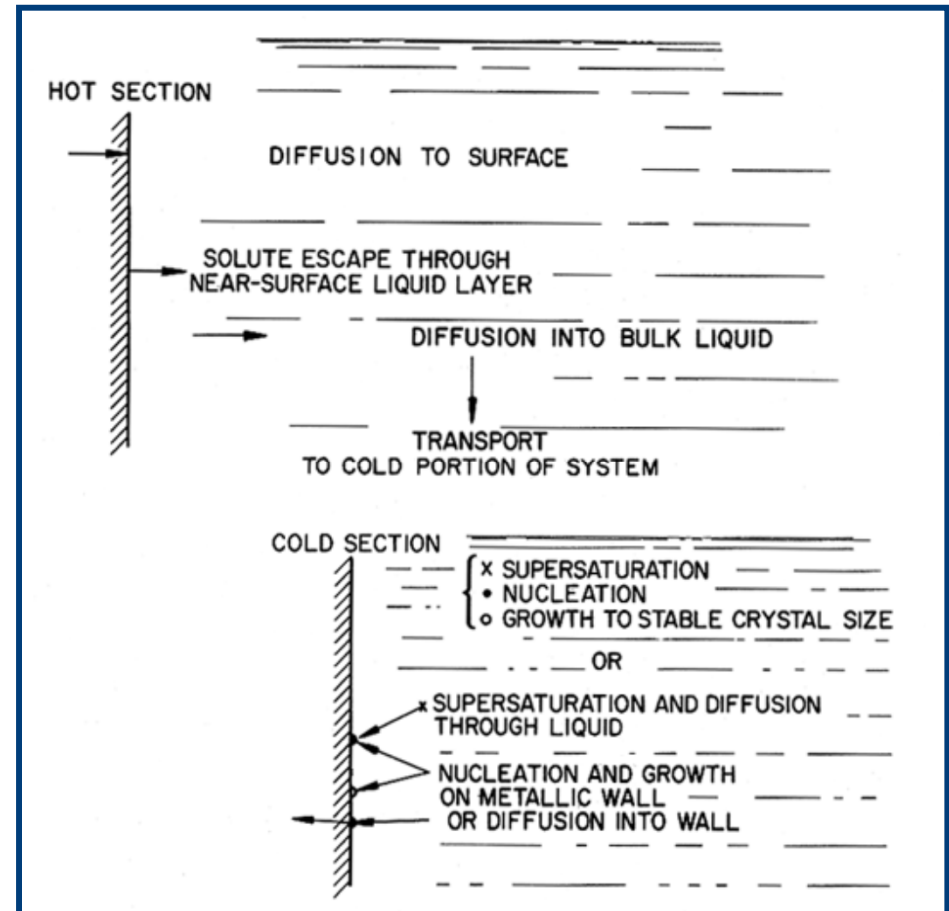 HOT SECTION
DIFFUSION TO SURFACE
SOLUTE ESCAPE THROUGH
NEAR-SURFACE LIQUID LAYER
DIFFUSION INTO BULK LIQUID
TRANSPORT
TO COLD PORTION OF SYSTEM
COLD SECTION
x SUPERSATURATION
• NUCLEATION
o GROWTH TO STABLE CRYSTAL SIZE
OR
x SUPERSATURATION AND DIFFUSION
THROUGH LIQUID
NUCLEATION AND GROWTH
ON METALLIC WALL
OR DIFFUSION INTO WALL